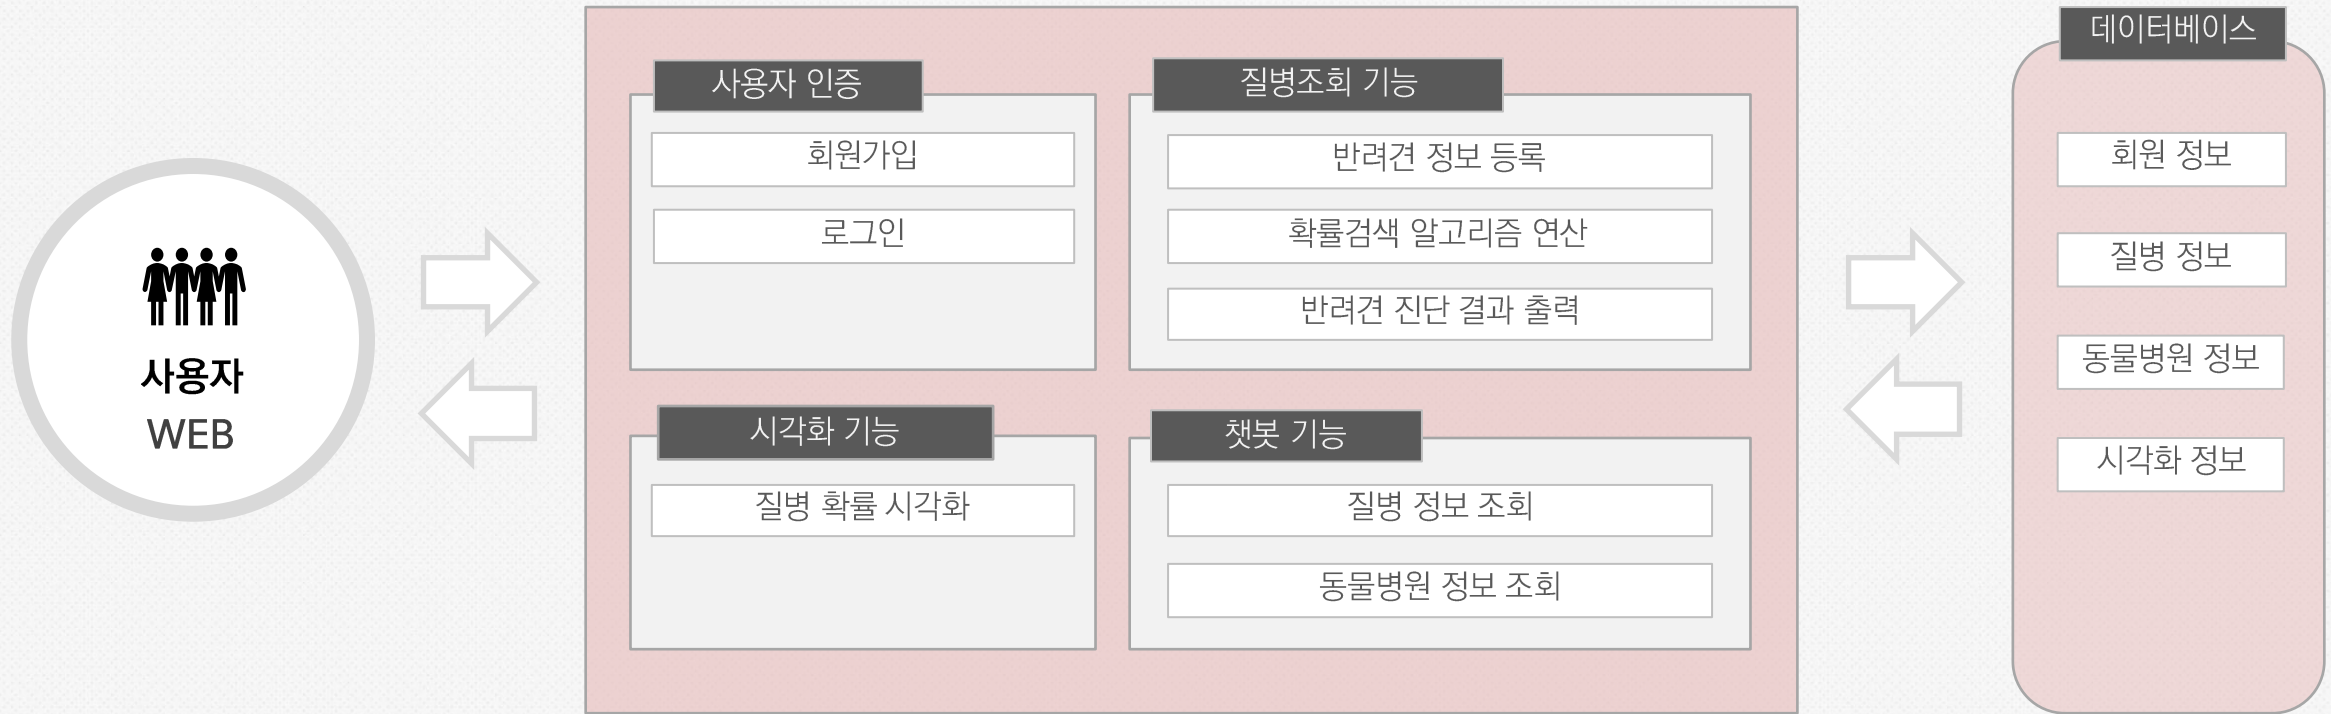 사용자
WEB
사용자 인증
회원가입
로그인
질병조회 기능
반려견 정보 등록
확률검색 알고리즘 연산
반려견 진단 결과 출력
시각화 기능
질병 확률 시각화
챗봇 기능
질병 정보 조회
동물병원 정보 조회
데이터베이스
회원 정보
질병 정보
동물병원 정보
시각화 정보